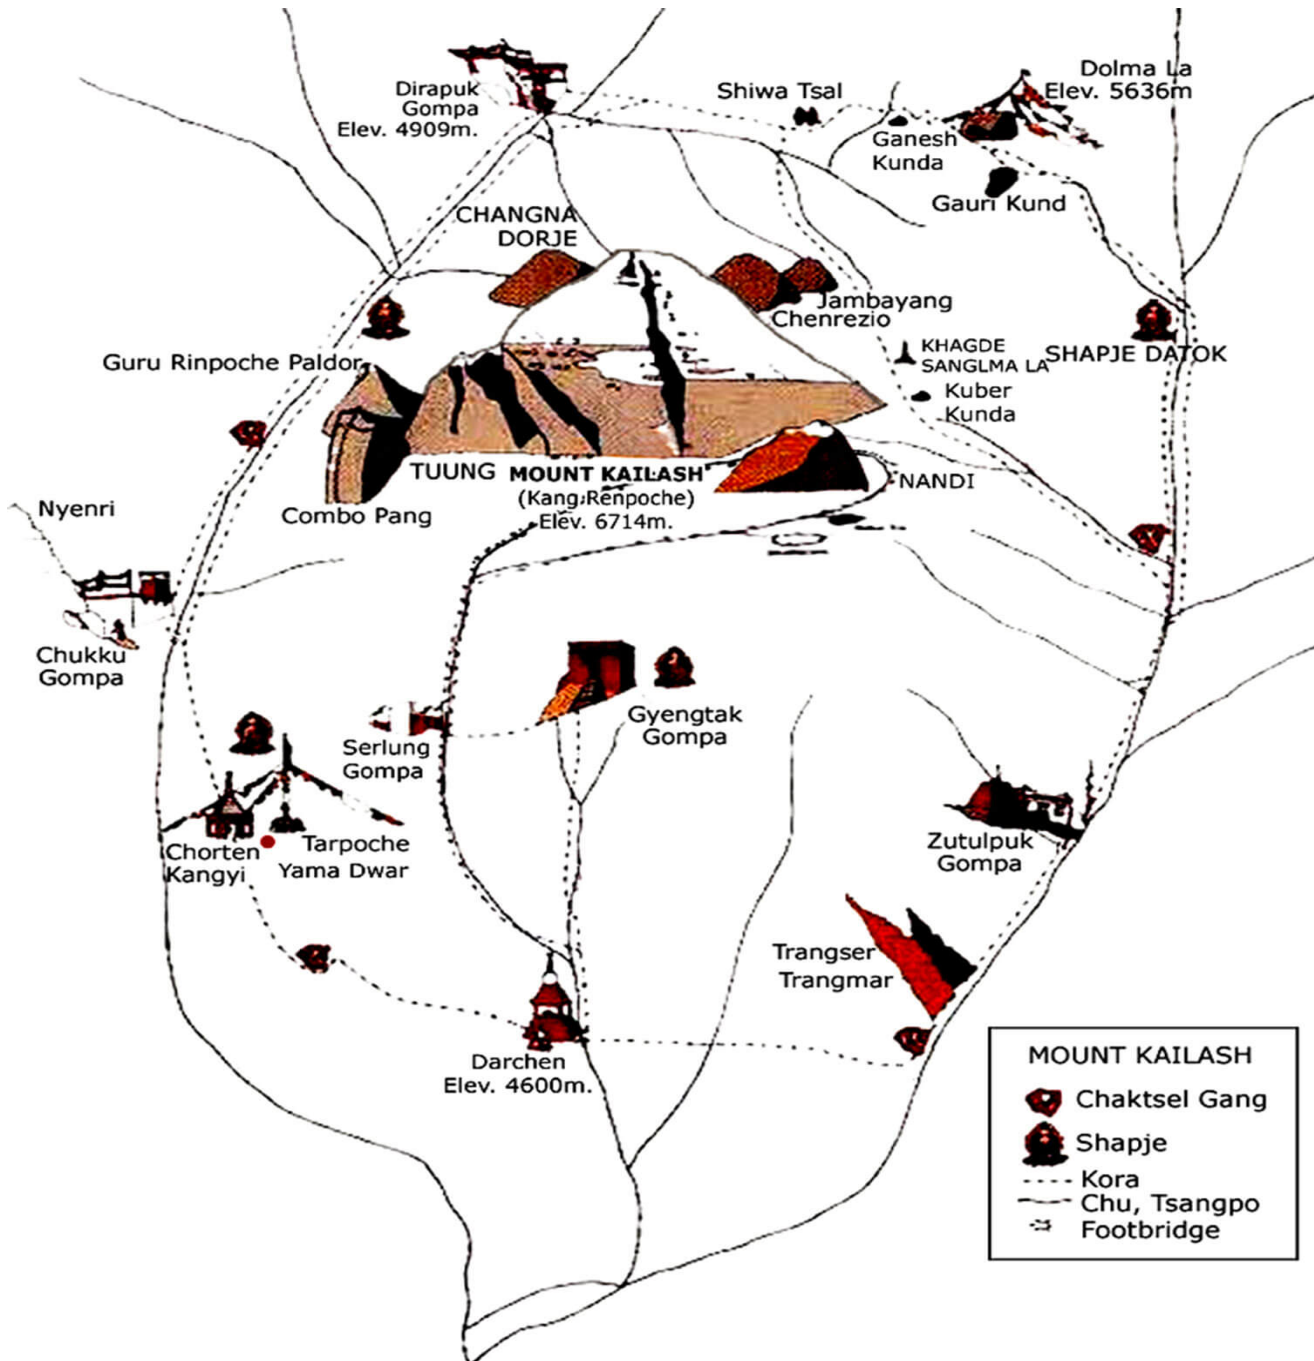 Dirapuk
Gompa
Elev. 4909m.
Shiwa Tsal
Dolma La
Elev. 5636m
Ganesh
Kunda
Gauri Kund
CHANGNA
DORJE
Jambayang
Chenrezio
Guru Rinpoche Paldor
KHAGDE
SANGLMA LA
SHAPJE DATOK
Kuber
Kunda
TUUNG
MOUNT KAILASH
(Kang Renpoche)
Elev. 6714m.
NANDI
Combo Pang
Nyenri
Chukku
Gompa
Gyengtak
Gompa
Serlung
Gompa
Chorten
Kangyi
Tarpoche
Yama Dwar
Zutulpuk
Gompa
Trangser
Trangmar
Darchen
Elev. 4600m.
MOUNT KAILASH
Chaktsel Gang
Shapje
Kora
Chu, Tsangpo
Footbridge